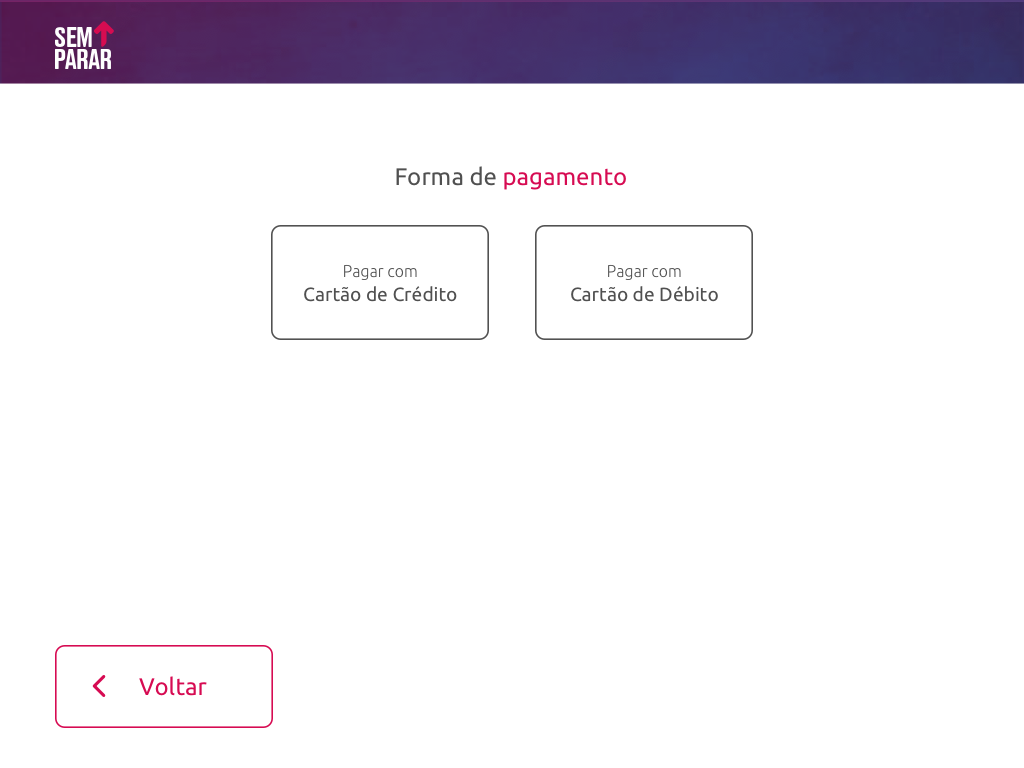 SEM
PARAR
Forma de pagamento
Pagar com
Cartão de Crédito
Pagar com
Cartão de Débito
Voltar